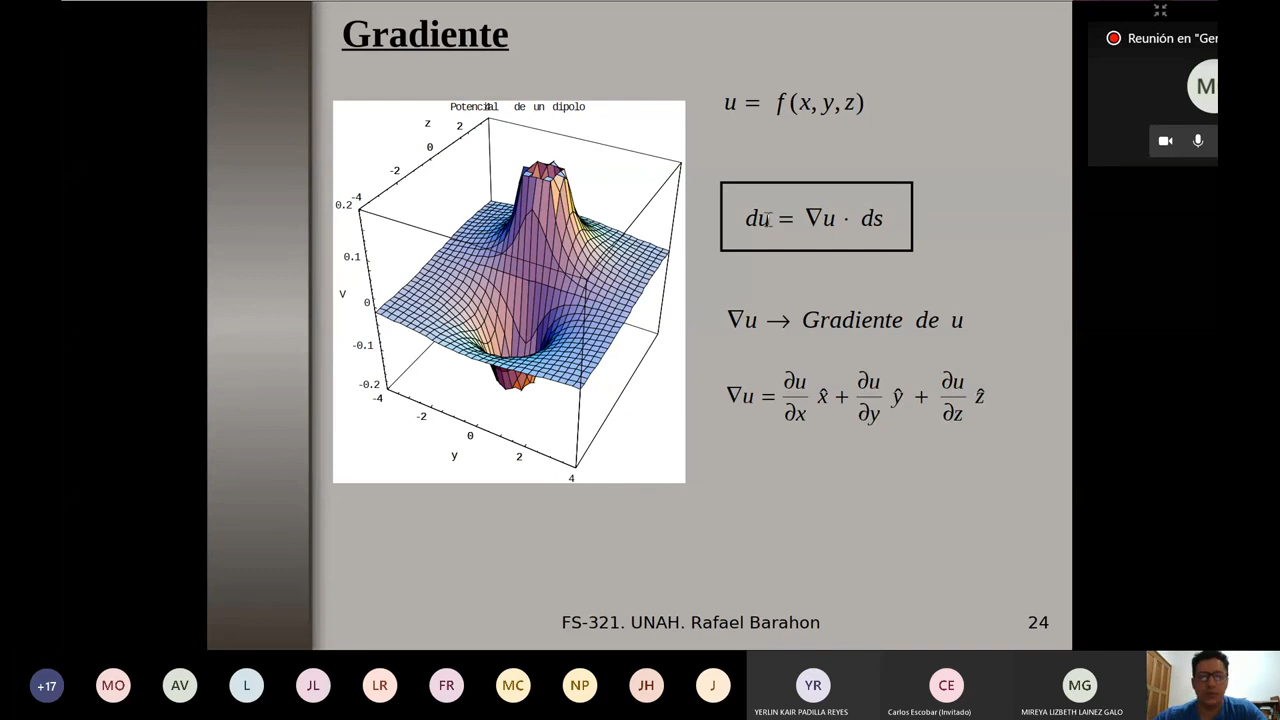 Gradiente
Reunión en "Ger
M
Potencial de un dipolo
z
2
0
-2
-4
0.2
0.1
V
0
-0.1
-0.2
-4
-2
0
y
2
4
u = f(x, y, z)
du = ∇u · ds
∇u → Gradiente de u
∇u = ∂u/∂x x̂ + ∂u/∂y ŷ + ∂u/∂z ẑ
FS-321. UNAH. Rafael Barahon
24
+17
MO
AV
L
JL
LR
FR
MC
NP
JH
J
YR
YERLIN KAIR PADILLA REYES
CE
Carlos Escobar (Invitado)
MG
MIREYA LIZBETH LAINEZ GALO